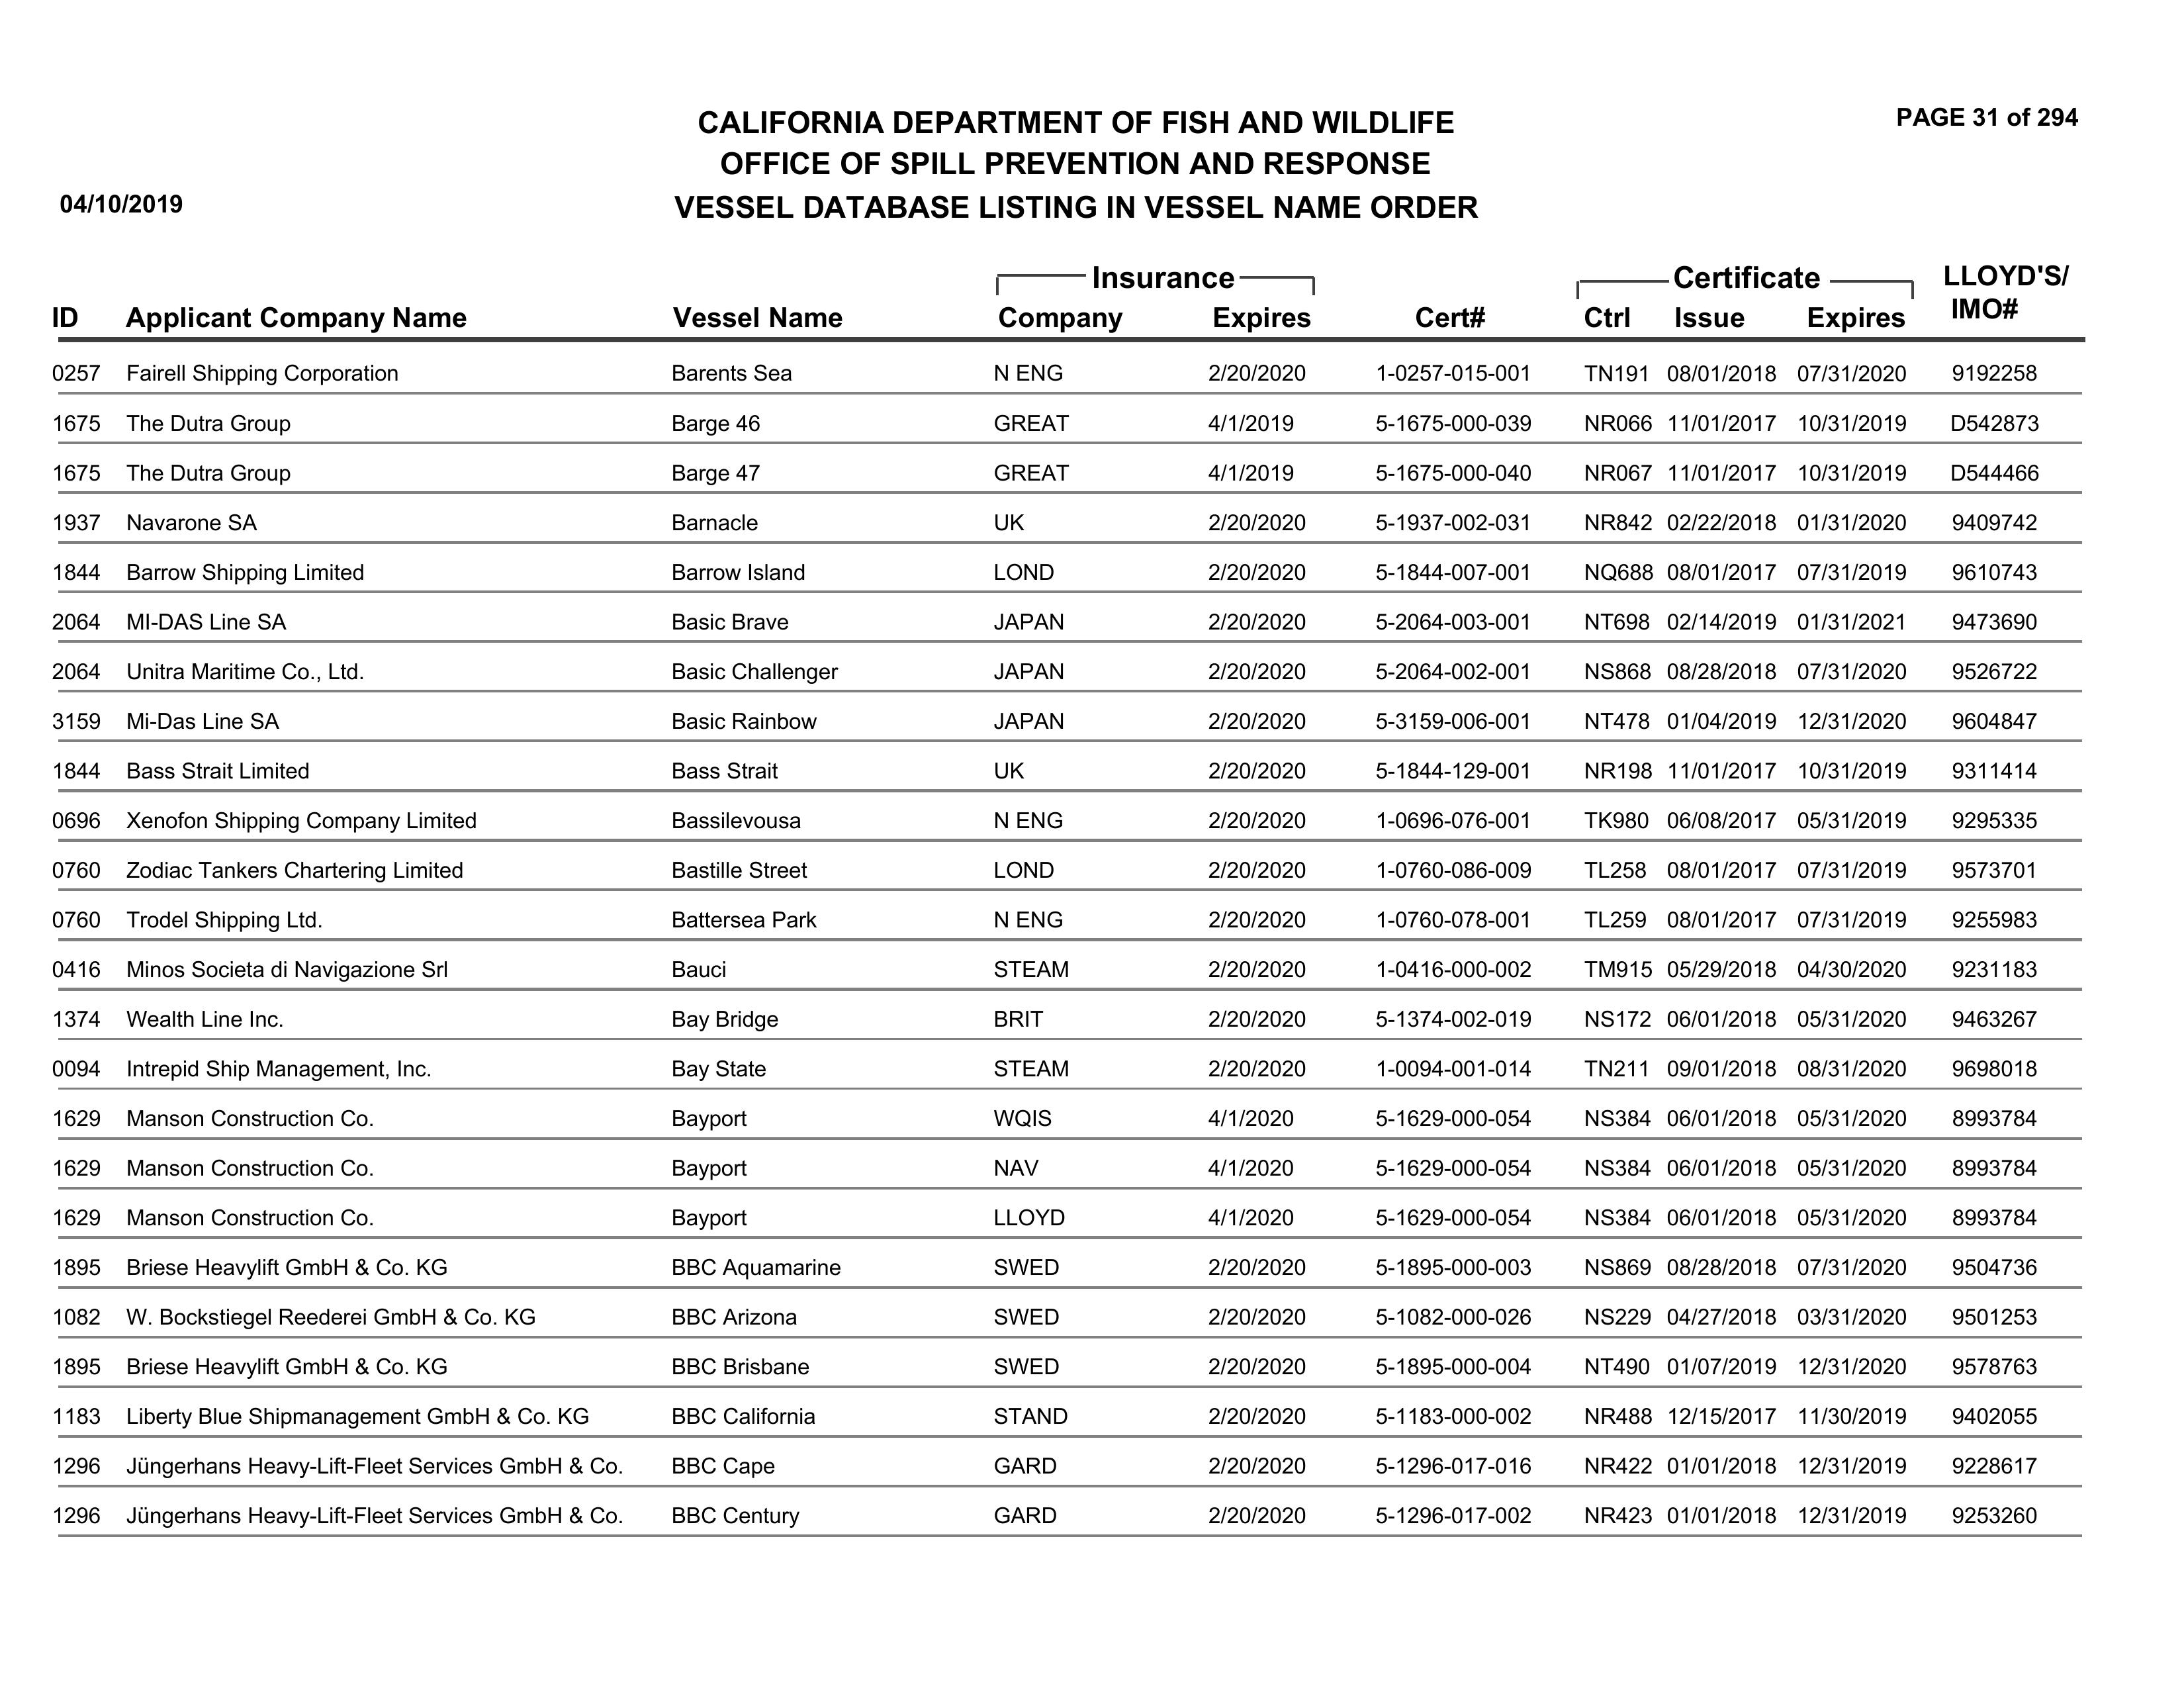 PAGE 31 of 294
CALIFORNIA DEPARTMENT OF FISH AND WILDLIFE
OFFICE OF SPILL PREVENTION AND RESPONSE
04/10/2019 VESSEL DATABASE LISTING IN VESSEL NAME ORDER
Insurance Certificate LLOYD'S/
ID Applicant Company Name Vessel Name Company Expires Cert# Ctrl Issue Expires IMO#
0257 Fairell Shipping Corporation Barents Sea N ENG 2/20/2020 1-0257-015-001 TN191 08/01/2018 07/31/2020 9192258
1675 The Dutra Group Barge 46 GREAT 4/1/2019 5-1675-000-039 NR066 11/01/2017 10/31/2019 D542873
1675 The Dutra Group Barge 47 GREAT 4/1/2019 5-1675-000-040 NR067 11/01/2017 10/31/2019 D544466
1937 Navarone SA Barnacle UK 2/20/2020 5-1937-002-031 NR842 02/22/2018 01/31/2020 9409742
1844 Barrow Shipping Limited Barrow Island LOND 2/20/2020 5-1844-007-001 NQ688 08/01/2017 07/31/2019 9610743
2064 MI-DAS Line SA Basic Brave JAPAN 2/20/2020 5-2064-003-001 NT698 02/14/2019 01/31/2021 9473690
2064 Unitra Maritime Co., Ltd. Basic Challenger JAPAN 2/20/2020 5-2064-002-001 NS868 08/28/2018 07/31/2020 9526722
3159 Mi-Das Line SA Basic Rainbow JAPAN 2/20/2020 5-3159-006-001 NT478 01/04/2019 12/31/2020 9604847
1844 Bass Strait Limited Bass Strait UK 2/20/2020 5-1844-129-001 NR198 11/01/2017 10/31/2019 9311414
0696 Xenofon Shipping Company Limited Bassilevousa N ENG 2/20/2020 1-0696-076-001 TK980 06/08/2017 05/31/2019 9295335
0760 Zodiac Tankers Chartering Limited Bastille Street LOND 2/20/2020 1-0760-086-009 TL258 08/01/2017 07/31/2019 9573701
0760 Trodel Shipping Ltd. Battersea Park N ENG 2/20/2020 1-0760-078-001 TL259 08/01/2017 07/31/2019 9255983
0416 Minos Societa di Navigazione Srl Bauci STEAM 2/20/2020 1-0416-000-002 TM915 05/29/2018 04/30/2020 9231183
1374 Wealth Line Inc. Bay Bridge BRIT 2/20/2020 5-1374-002-019 NS172 06/01/2018 05/31/2020 9463267
0094 Intrepid Ship Management, Inc. Bay State STEAM 2/20/2020 1-0094-001-014 TN211 09/01/2018 08/31/2020 9698018
1629 Manson Construction Co. Bayport WQIS 4/1/2020 5-1629-000-054 NS384 06/01/2018 05/31/2020 8993784
1629 Manson Construction Co. Bayport NAV 4/1/2020 5-1629-000-054 NS384 06/01/2018 05/31/2020 8993784
1629 Manson Construction Co. Bayport LLOYD 4/1/2020 5-1629-000-054 NS384 06/01/2018 05/31/2020 8993784
1895 Briese Heavylift GmbH & Co. KG BBC Aquamarine SWED 2/20/2020 5-1895-000-003 NS869 08/28/2018 07/31/2020 9504736
1082 W. Bockstiegel Reederei GmbH & Co. KG BBC Arizona SWED 2/20/2020 5-1082-000-026 NS229 04/27/2018 03/31/2020 9501253
1895 Briese Heavylift GmbH & Co. KG BBC Brisbane SWED 2/20/2020 5-1895-000-004 NT490 01/07/2019 12/31/2020 9578763
1183 Liberty Blue Shipmanagement GmbH & Co. KG BBC California STAND 2/20/2020 5-1183-000-002 NR488 12/15/2017 11/30/2019 9402055
1296 Jüngerhans Heavy-Lift-Fleet Services GmbH & Co. BBC Cape GARD 2/20/2020 5-1296-017-016 NR422 01/01/2018 12/31/2019 9228617
1296 Jüngerhans Heavy-Lift-Fleet Services GmbH & Co. BBC Century GARD 2/20/2020 5-1296-017-002 NR423 01/01/2018 12/31/2019 9253260